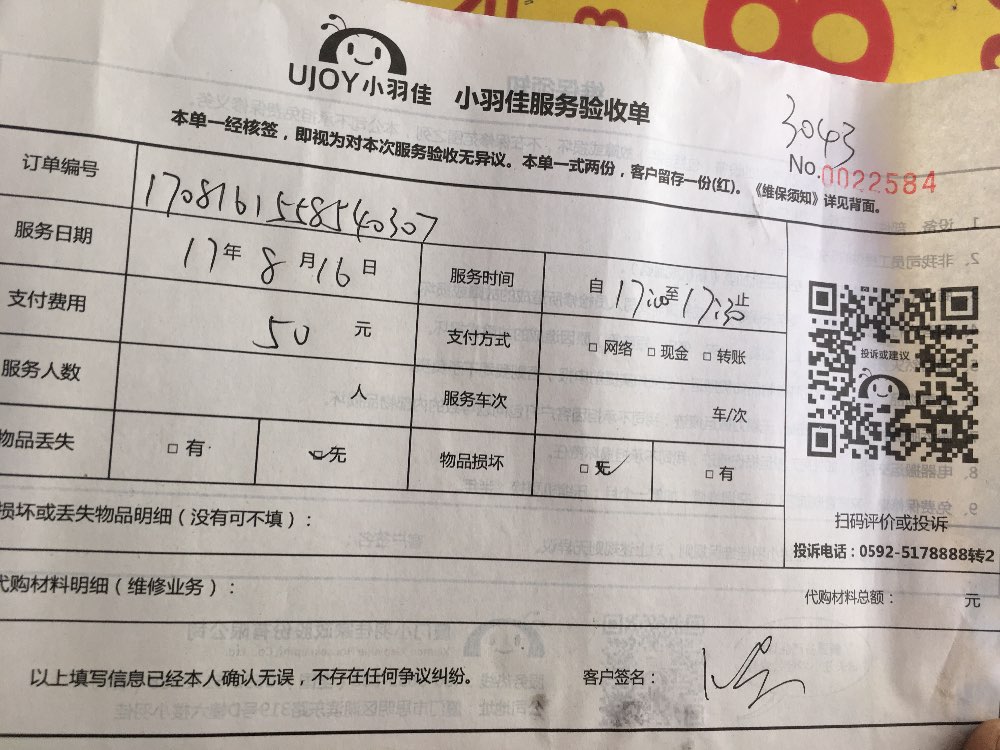 UJOY小羽佳 小羽佳服务验收单
3043
本单一经核签，即视为对本次服务验收无异议。本单一式两份，客户留存一份(红)。《维保须知》详见背面。
No.0022584
订单编号 1708161558540307
服务日期 17年 8月16日 服务时间 自 17:00至17:30止
支付费用 50 元 支付方式 □ 网络 □ 现金 □ 转账
服务人数 人 服务车次 车/次
物品丢失 □ 有 □ 无 物品损坏 □ 无 □ 有
投诉或建议
扫码评价或投诉
投诉电话：0592-5178888转2
损坏或丢失物品明细（没有可不填）：
代购材料明细（维修业务）： 代购材料总额： 元
以上填写信息已经本人确认无误，不存在任何争议纠纷。 客户签名：